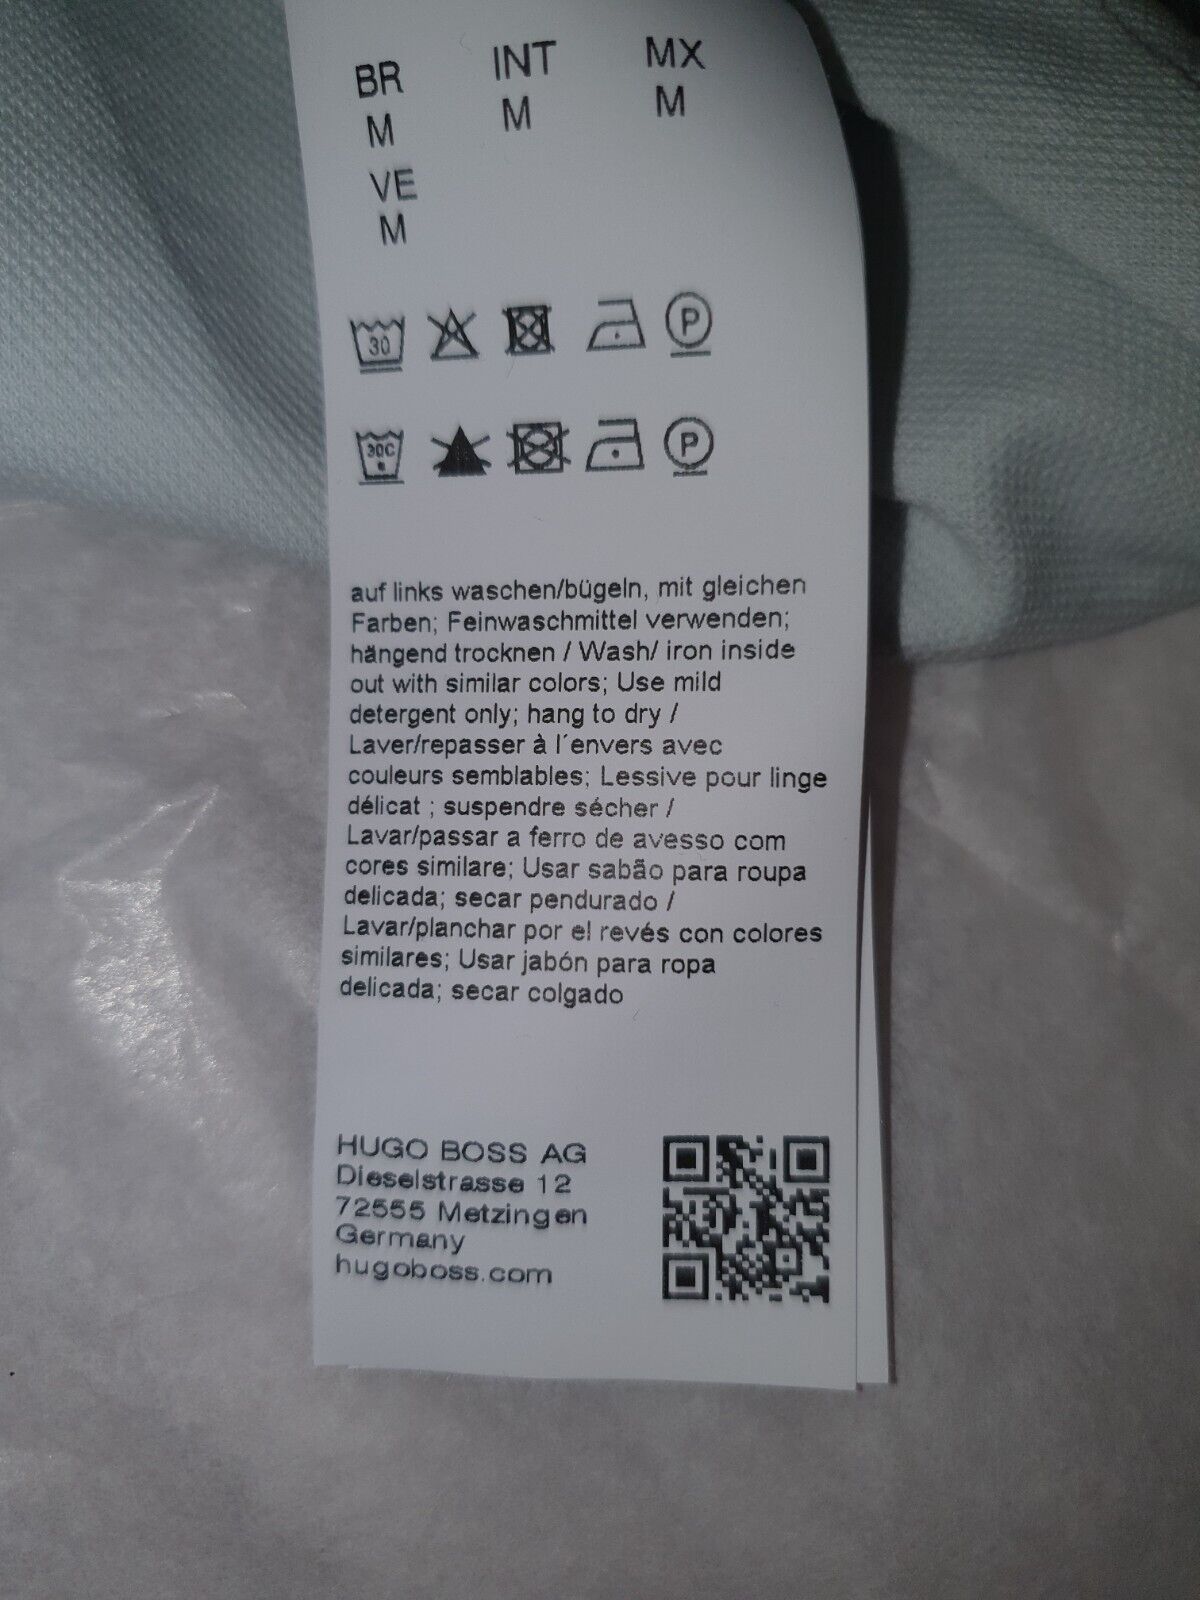 BR INT MX
M M M
VE
M
30 P
30C P
auf links waschen/bügeln, mit gleichen
Farben; Feinwaschmittel verwenden;
hängend trocknen / Wash/ iron inside
out with similar colors; Use mild
detergent only; hang to dry /
Laver/repasser à l´envers avec
couleurs semblables; Lessive pour linge
délicat ; suspendre sécher /
Lavar/passar a ferro de avesso com
cores similare; Usar sabão para roupa
delicada; secar pendurado /
Lavar/planchar por el revés con colores
similares; Usar jabón para ropa
delicada; secar colgado
HUGO BOSS AG
Dieselstrasse 12
72555 Metzingen
Germany
hugoboss.com